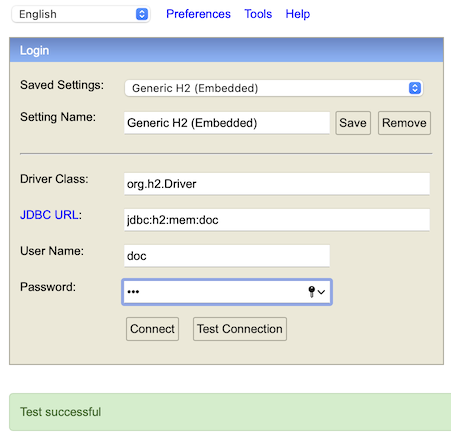 English Preferences Tools Help
Login
Saved Settings: Generic H2 (Embedded)
Setting Name: Generic H2 (Embedded) Save Remove
Driver Class: org.h2.Driver
JDBC URL: jdbc:h2:mem:doc
User Name: doc
Password: •••
Connect Test Connection
Test successful